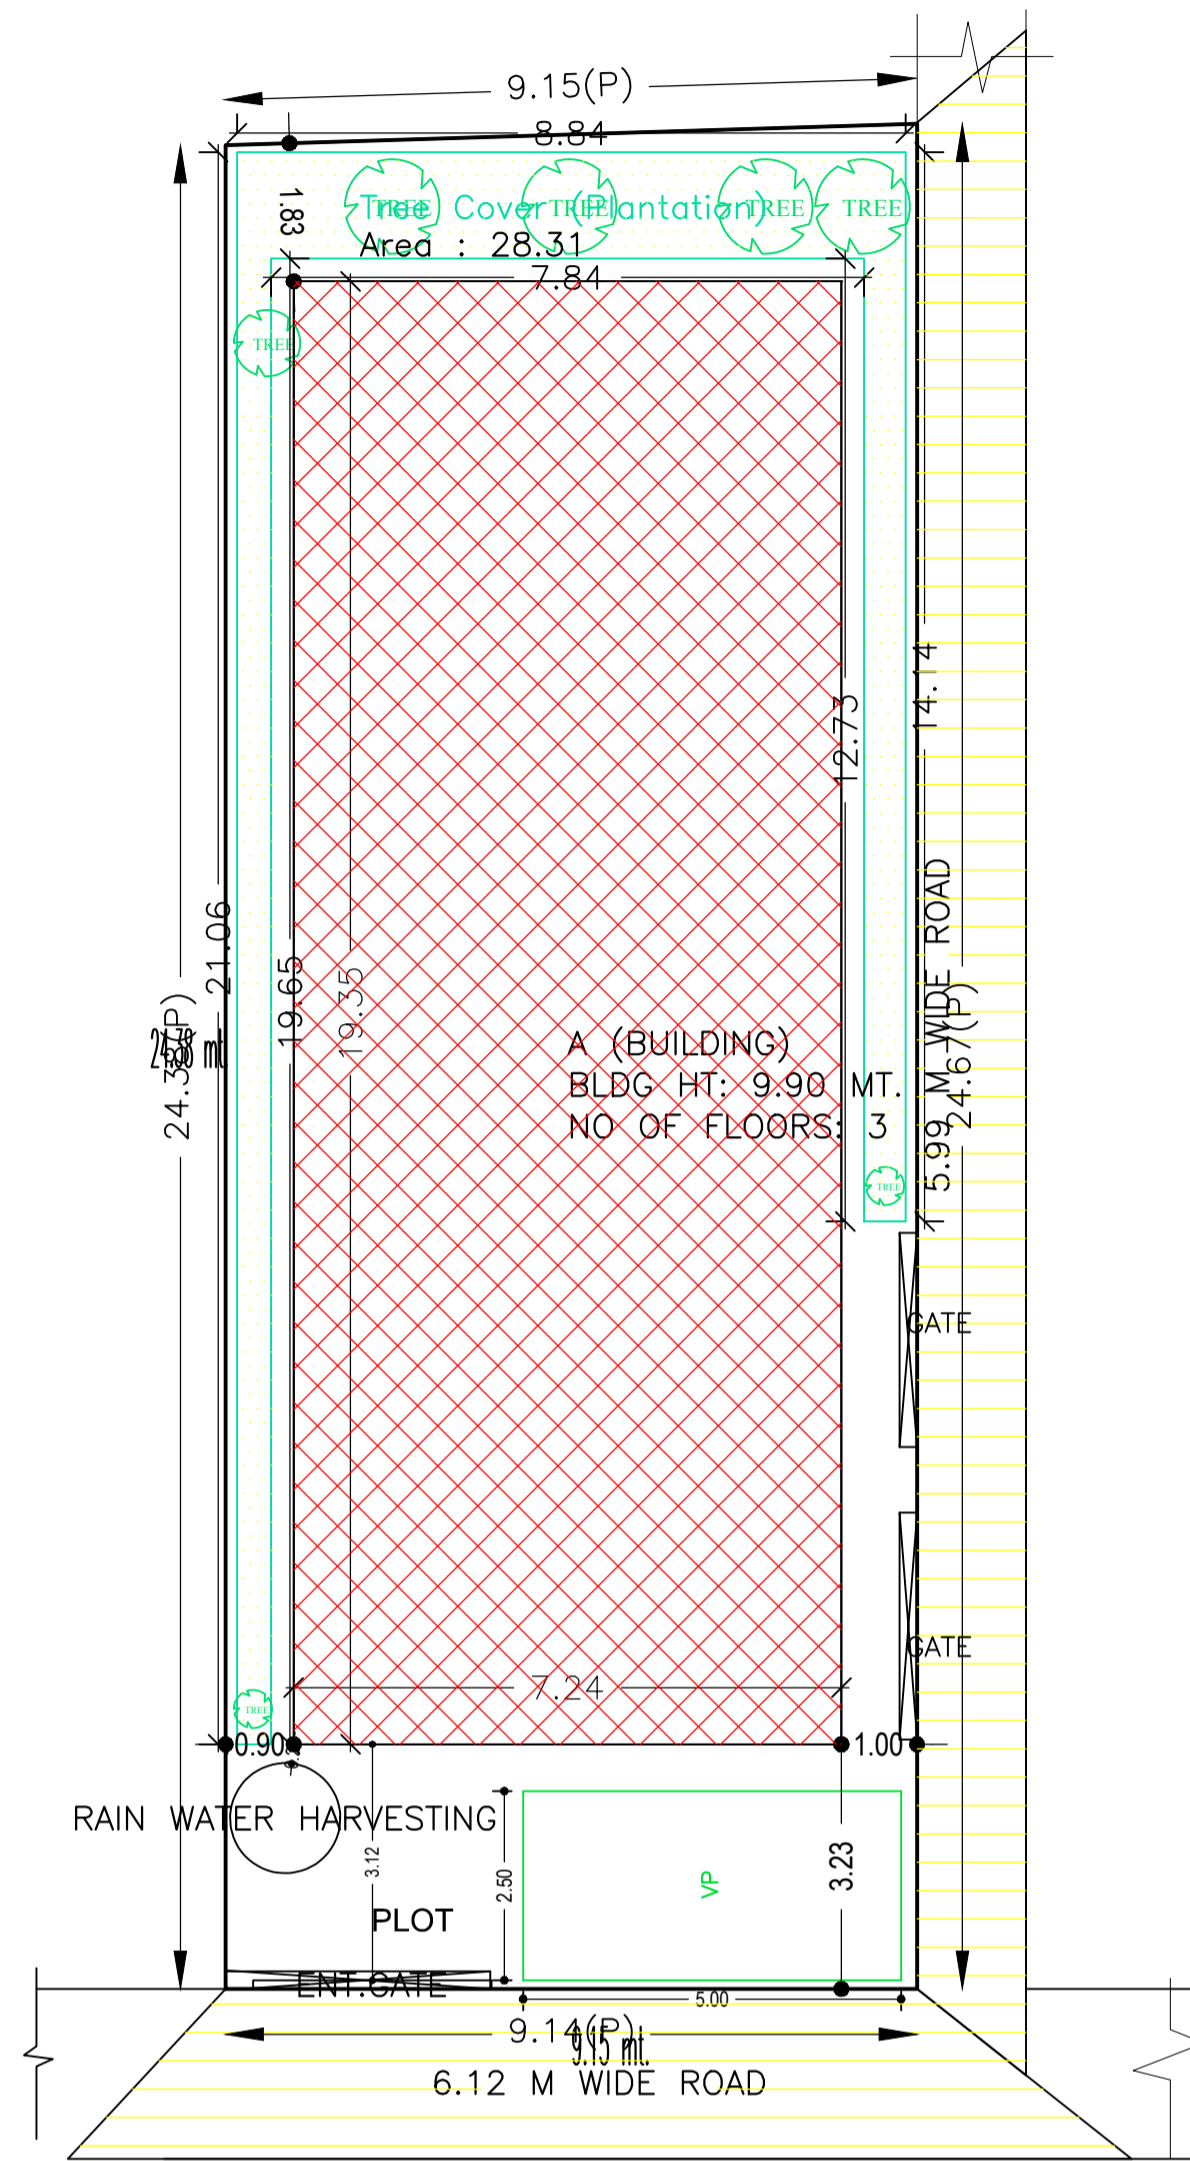 9.15(P)
8.84
1.83
TREE
TREE
TREE
TREE
Tree Cover (Plantation)
Area : 28.31
7.84
TREE
14.14
12.73
21.06
19.65
19.35
24.38(P)
5.99 M WIDE ROAD
24.67(P)
A (BUILDING)
BLDG HT: 9.90 MT.
NO OF FLOORS: 3
TREE
GATE
GATE
7.24
TREE
0.90
1.00
RAIN WATER HARVESTING
3.12
2.50
VP
3.23
PLOT
ENT.GATE
5.00
9.14(P)
9.15 mt.
6.12 M WIDE ROAD